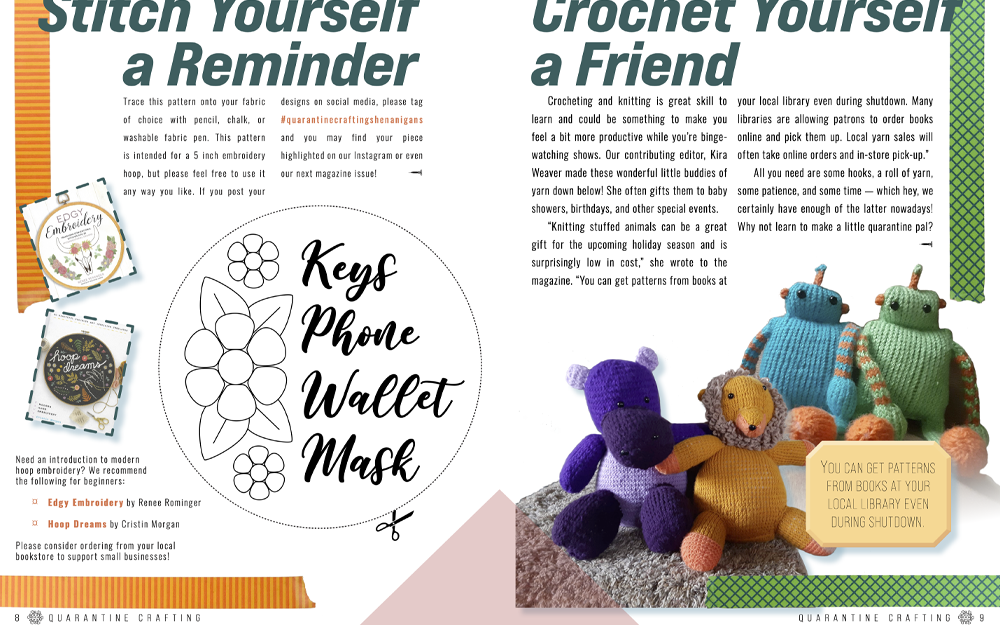 Stitch Yourself
a Reminder
Trace this pattern onto your fabric
of choice with pencil, chalk, or
washable fabric pen. This pattern
is intended for a 5 inch embroidery
hoop, but please feel free to use it
any way you like. If you post your
designs on social media, please tag
#quarantinecraftingshenanigans
and you may find your piece
highlighted on our Instagram or even
our next magazine issue!
EDGY
Embroidery
hoop
dreams
Keys
Phone
Wallet
Mask
Need an introduction to modern
hoop embroidery? We recommend
the following for beginners:
¤ Edgy Embroidery by Renee Rominger
¤ Hoop Dreams by Cristin Morgan
Please consider ordering from your local
bookstore to support small businesses!
8 QUARANTINE CRAFTING
Crochet Yourself
a Friend
Crocheting and knitting is great skill to
learn and could be something to make you
feel a bit more productive while you're binge-
watching shows. Our contributing editor, Kira
Weaver made these wonderful little buddies of
yarn down below! She often gifts them to baby
showers, birthdays, and other special events.
"Knitting stuffed animals can be a great
gift for the upcoming holiday season and is
surprisingly low in cost," she wrote to the
magazine. "You can get patterns from books at
your local library even during shutdown. Many
libraries are allowing patrons to order books
online and pick them up. Local yarn sales will
often take online orders and in-store pick-up."
All you need are some hooks, a roll of yarn,
some patience, and some time — which hey, we
certainly have enough of the latter nowadays!
Why not learn to make a little quarantine pal?
YOU CAN GET PATTERNS
FROM BOOKS AT YOUR
LOCAL LIBRARY EVEN
DURING SHUTDOWN.
QUARANTINE CRAFTING 9